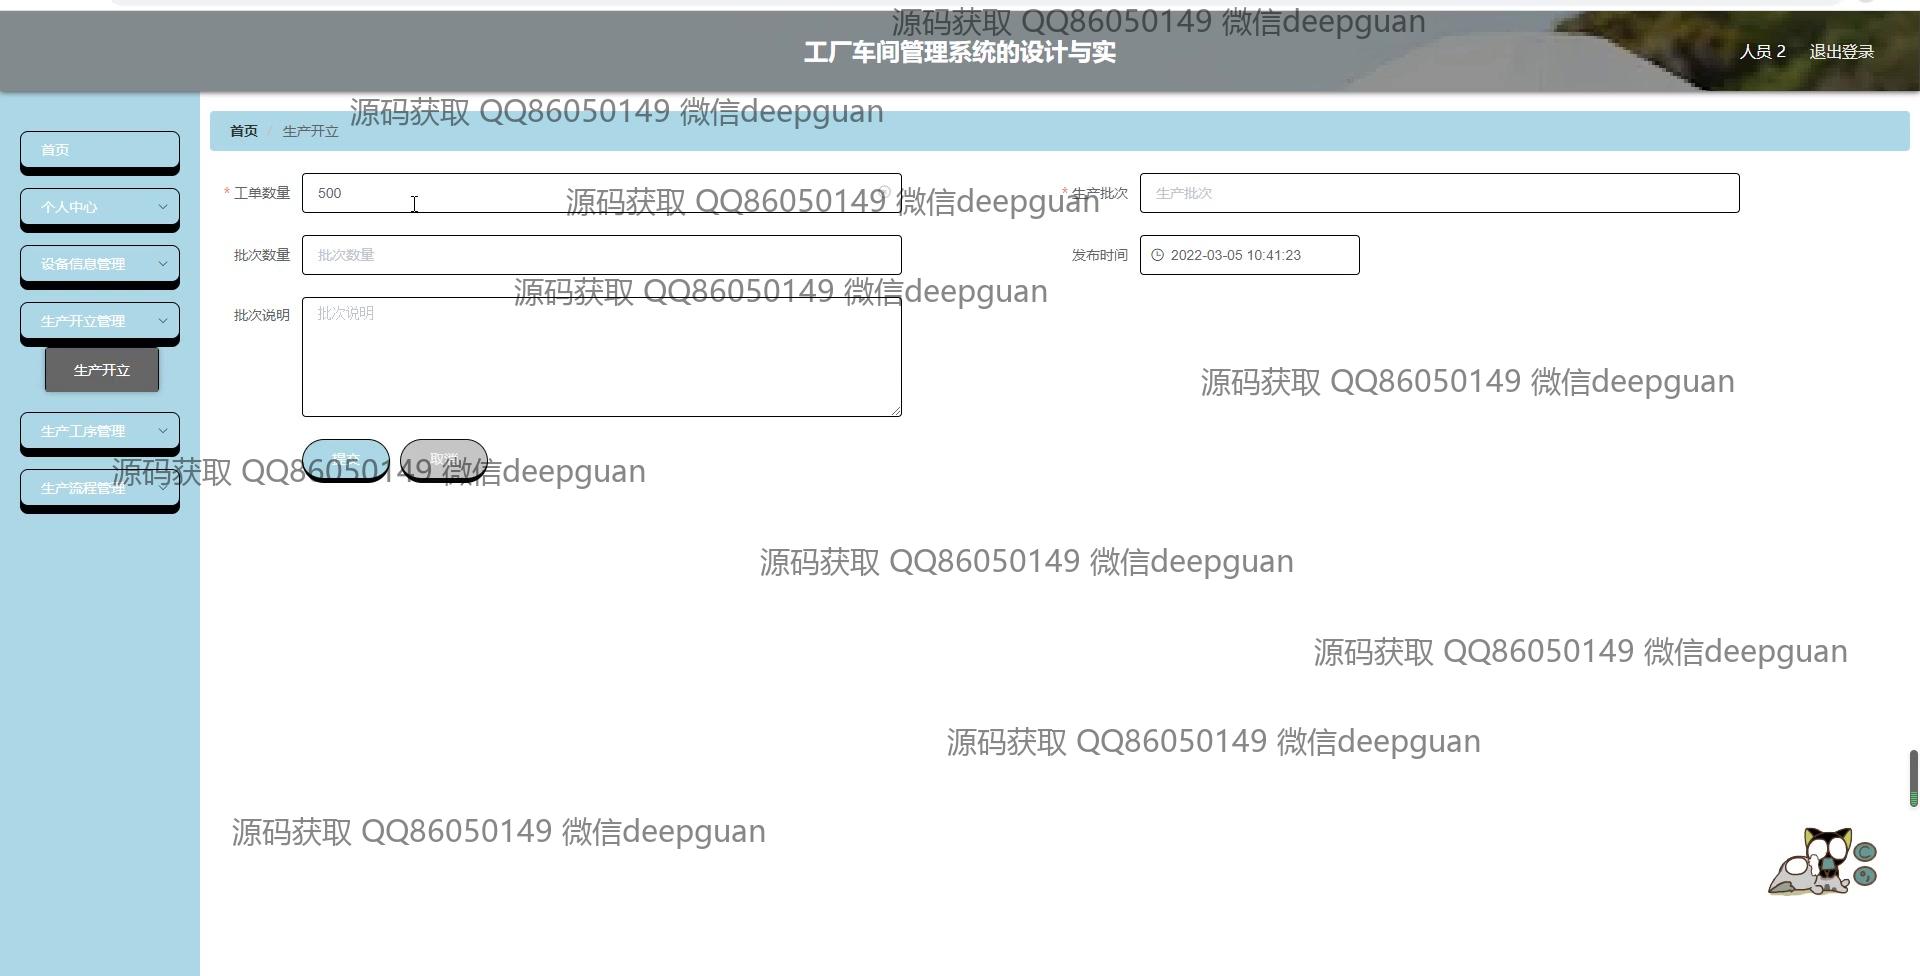 源码获取 QQ86050149 微信deepguan
工厂车间管理系统的设计与实
人员 2 退出登录
源码获取 QQ86050149 微信deepguan
首页 / 生产开立
首页
* 工单数量 500
* 生产批次 生产批次
源码获取 QQ86050149 微信deepguan
个人中心
批次数量 批次数量
发布时间 2022-03-05 10:41:23
设备信息管理
源码获取 QQ86050149 微信deepguan
批次说明 批次说明
生产开立管理
生产开立
源码获取 QQ86050149 微信deepguan
生产工序管理
提交 取消
源码获取 QQ86050149 微信deepguan
生产流程管理
源码获取 QQ86050149 微信deepguan
源码获取 QQ86050149 微信deepguan
源码获取 QQ86050149 微信deepguan
源码获取 QQ86050149 微信deepguan